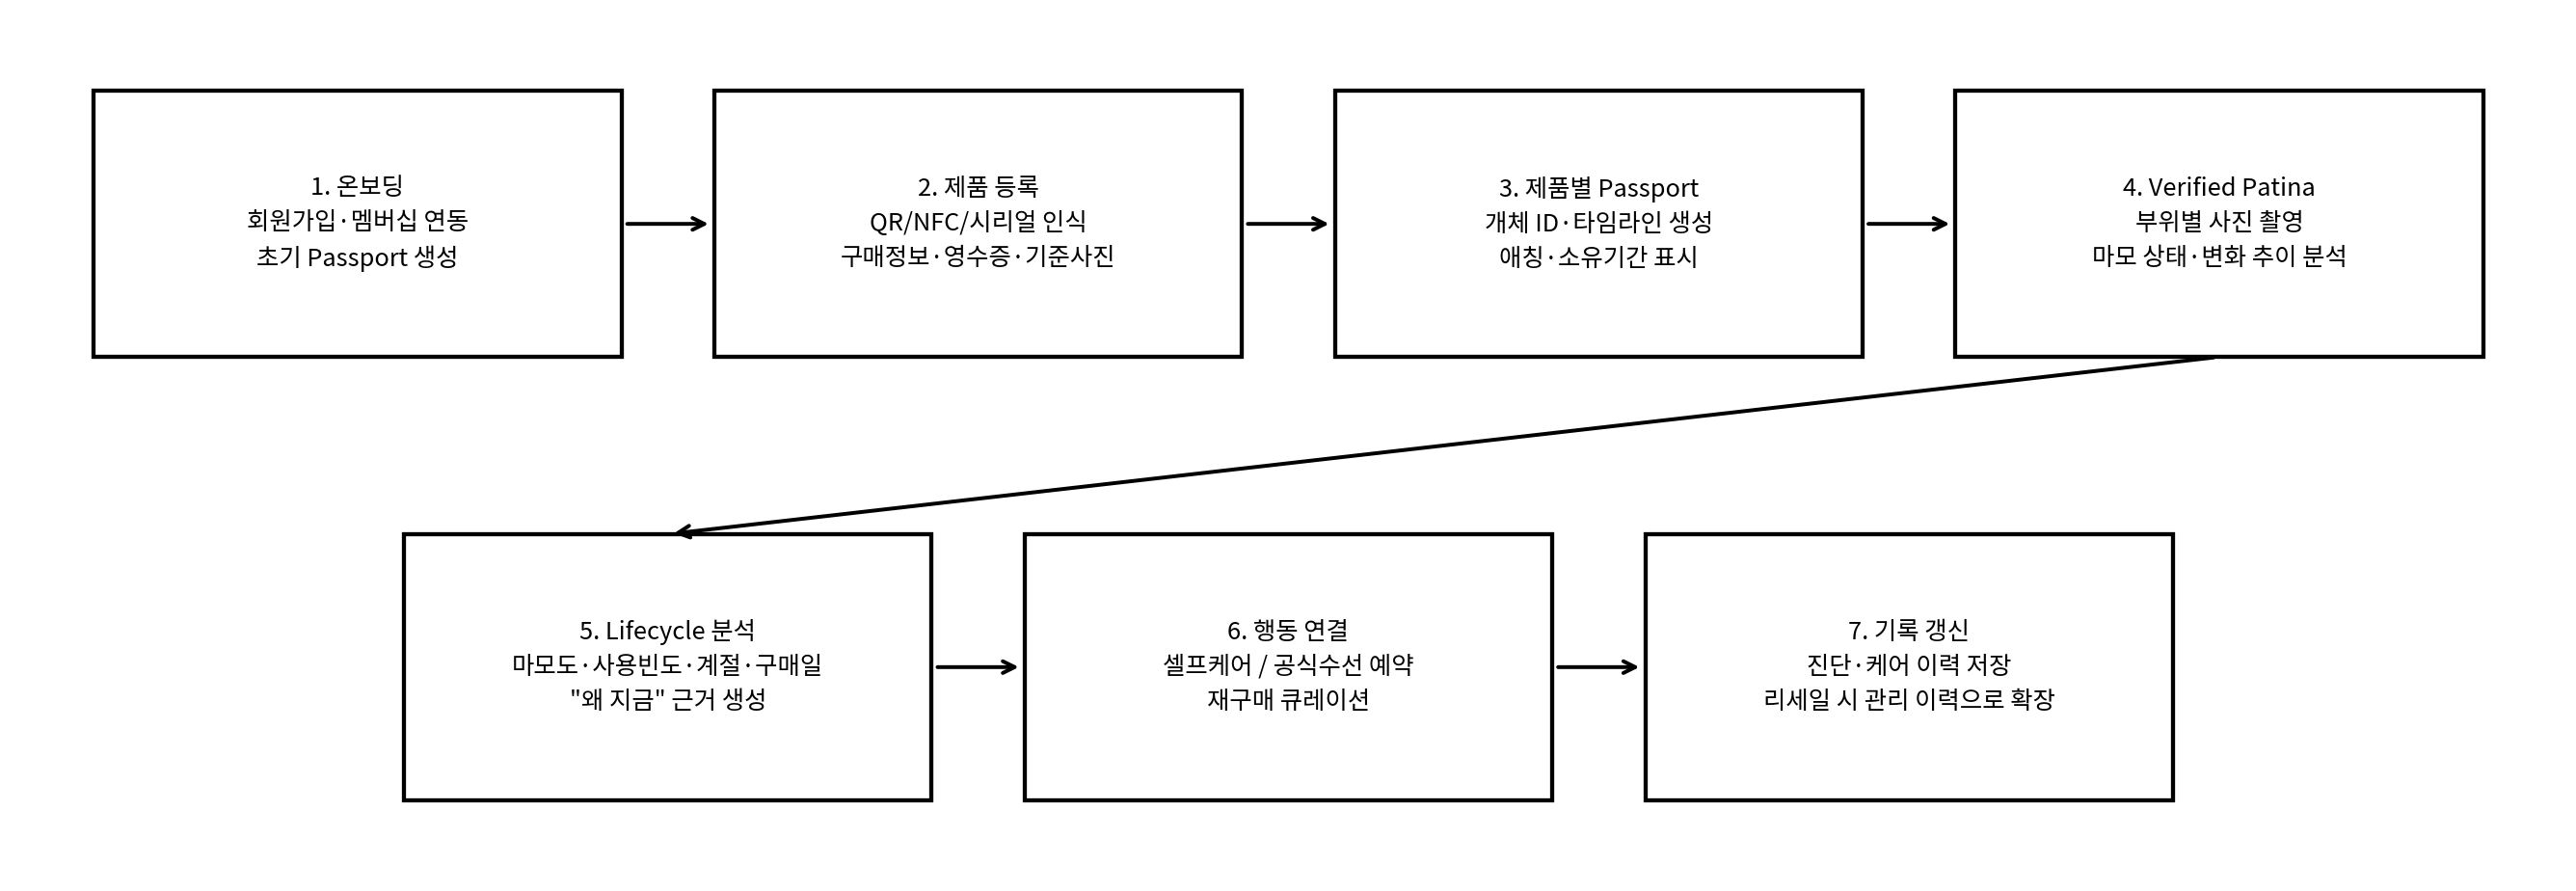 1. 온보딩
회원가입·멤버십 연동
초기 Passport 생성
2. 제품 등록
QR/NFC/시리얼 인식
구매정보·영수증·기준사진
3. 제품별 Passport
개체 ID·타임라인 생성
애칭·소유기간 표시
4. Verified Patina
부위별 사진 촬영
마모 상태·변화 추이 분석
5. Lifecycle 분석
마모도·사용빈도·계절·구매일
"왜 지금" 근거 생성
6. 행동 연결
셀프케어 / 공식수선 예약
재구매 큐레이션
7. 기록 갱신
진단·케어 이력 저장
리세일 시 관리 이력으로 확장